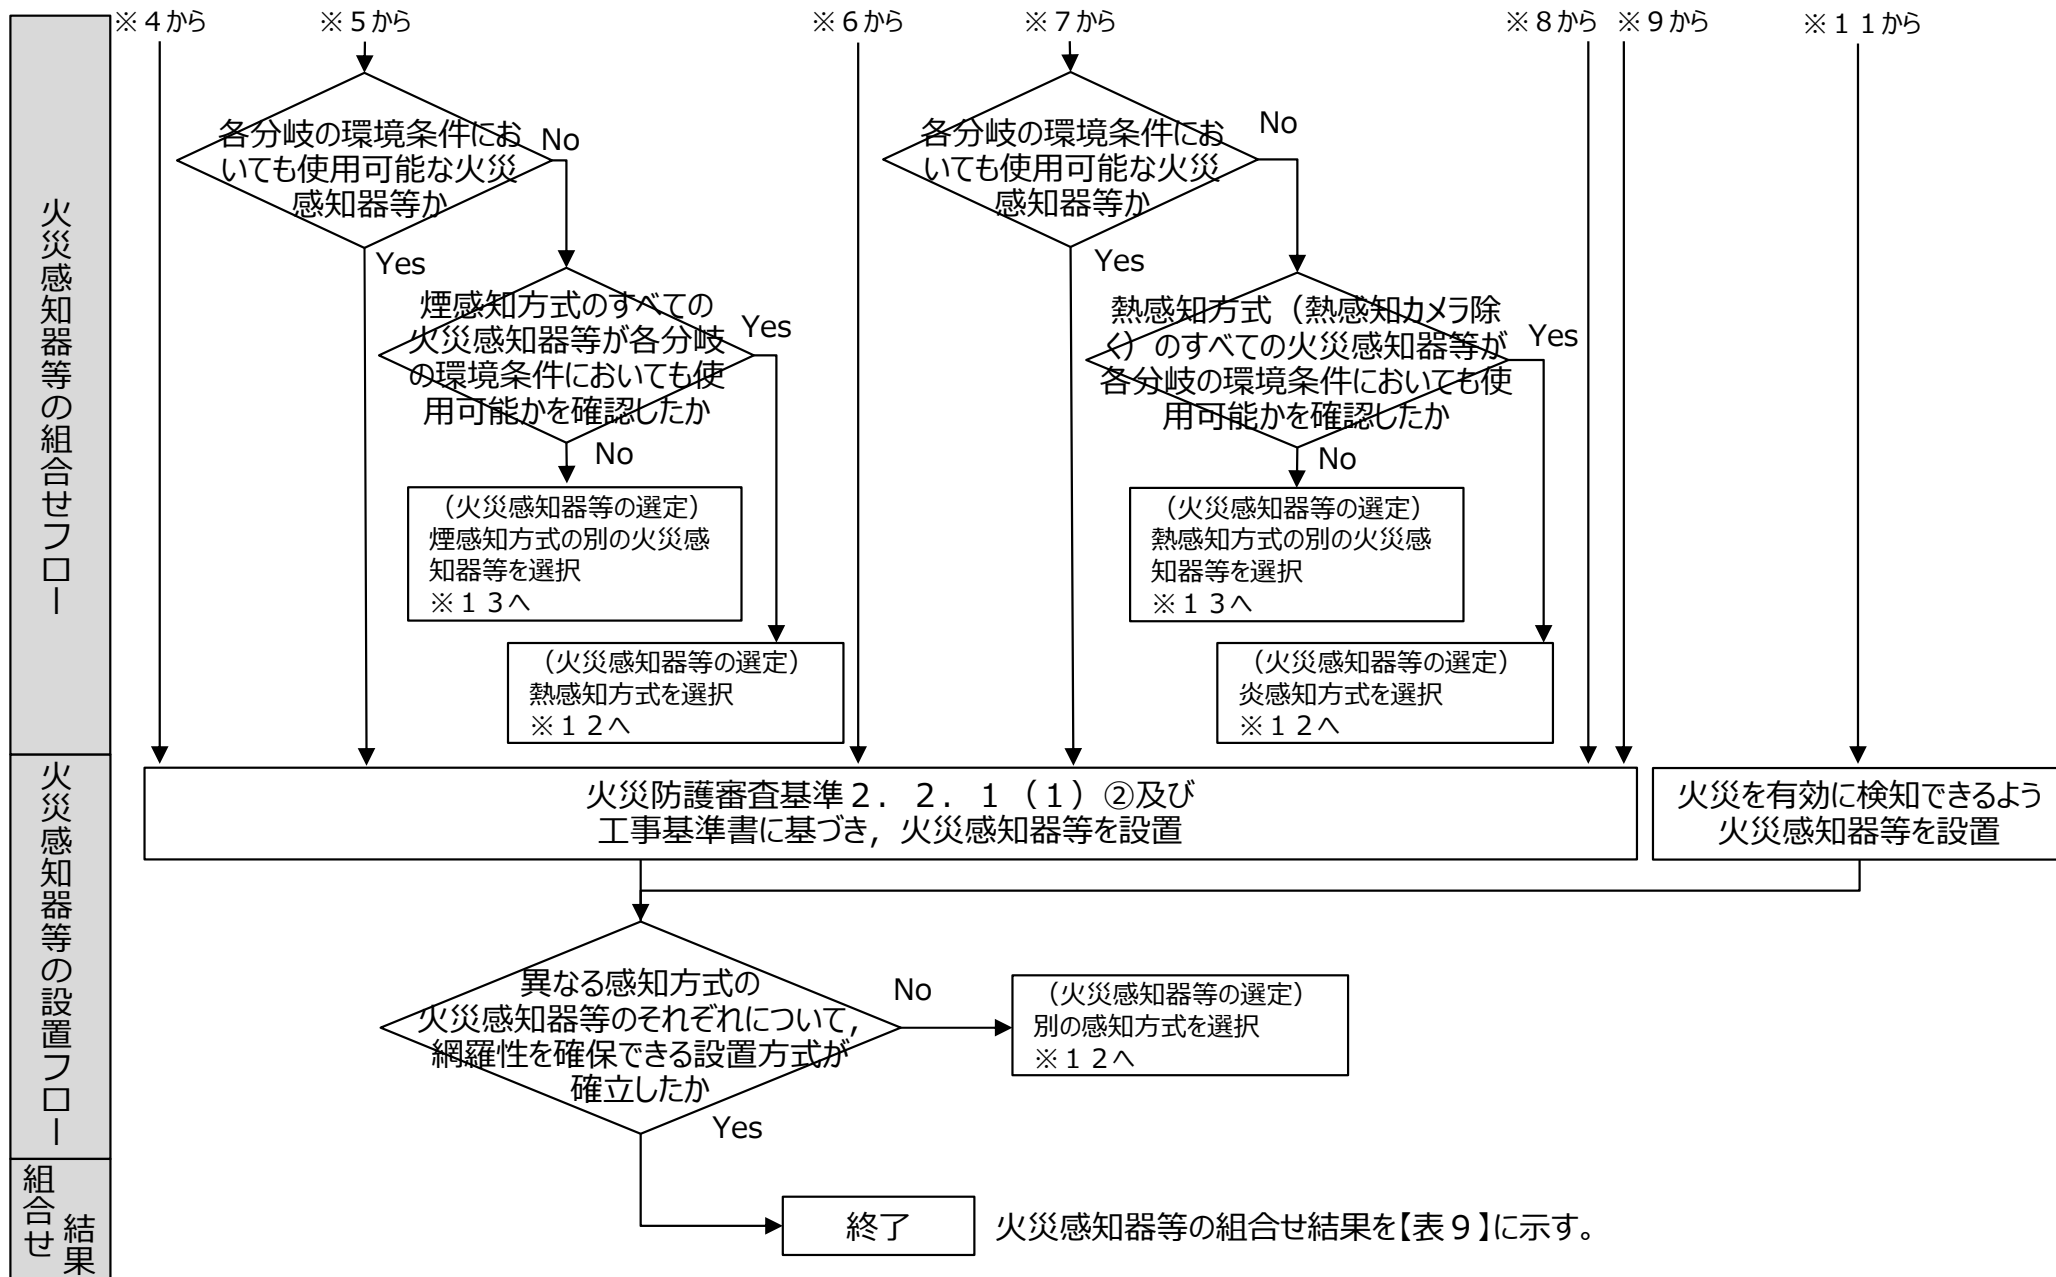 ※４から
※５から
※６から
※７から
※８から
※９から
※１１から
火災感知器等の組合せフロー
各分岐の環境条件にお
いても使用可能な火災
感知器等か
No
Yes
煙感知方式のすべての
火災感知器等が各分岐
の環境条件においても使
用可能かを確認したか
Yes
No
（火災感知器等の選定）
煙感知方式の別の火災感
知器等を選択
※１３へ
（火災感知器等の選定）
熱感知方式を選択
※１２へ
各分岐の環境条件にお
いても使用可能な火災
感知器等か
No
Yes
熱感知方式（熱感知カメラ除
く）のすべての火災感知器等が
各分岐の環境条件においても使
用可能かを確認したか
Yes
No
（火災感知器等の選定）
熱感知方式の別の火災感
知器等を選択
※１３へ
（火災感知器等の選定）
炎感知方式を選択
※１２へ
火災感知器等の設置フロー
火災防護審査基準２．２．１（１）②及び
工事基準書に基づき，火災感知器等を設置
火災を有効に検知できるよう
火災感知器等を設置
異なる感知方式の
火災感知器等のそれぞれについて，
網羅性を確保できる設置方式が
確立したか
No
Yes
（火災感知器等の選定）
別の感知方式を選択
※１２へ
組合せ
結果
終了
火災感知器等の組合せ結果を【表９】に示す。